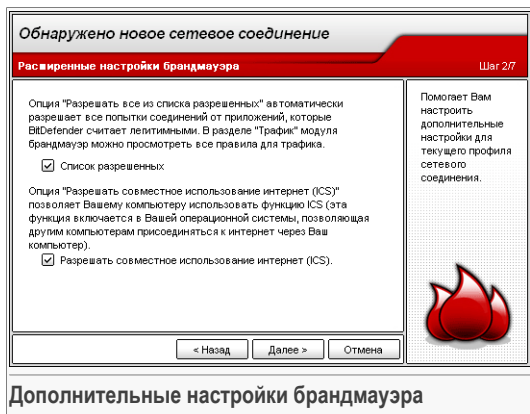 Обнаружено новое сетевое соединение
Расширенные настройки брандмауэра
Шаг 2/7
Опция "Разрешать все из списка разрешенных" автоматически
разрешает все попытки соединений от приложений, которые
BitDefender считает легитимными. В разделе "Трафик" модуля
брандмауэр можно просмотреть все правила для трафика.
Список разрешенных
Опция "Разрешать совместное использование интернет (ICS)"
позволяет Вашему компьютеру использовать функцию ICS (эта
функция включается в Вашей операционной системы, позволяющая
другим компьютерам присоединяться к интернет через Ваш
компьютер).
Разрешать совместное использование интернет (ICS).
Помогает Вам
настроить
дополнительные
настройки для
текущего профиля
сетевого
соединения.
< Назад
Далее >
Отмена
Дополнительные настройки брандмауэра